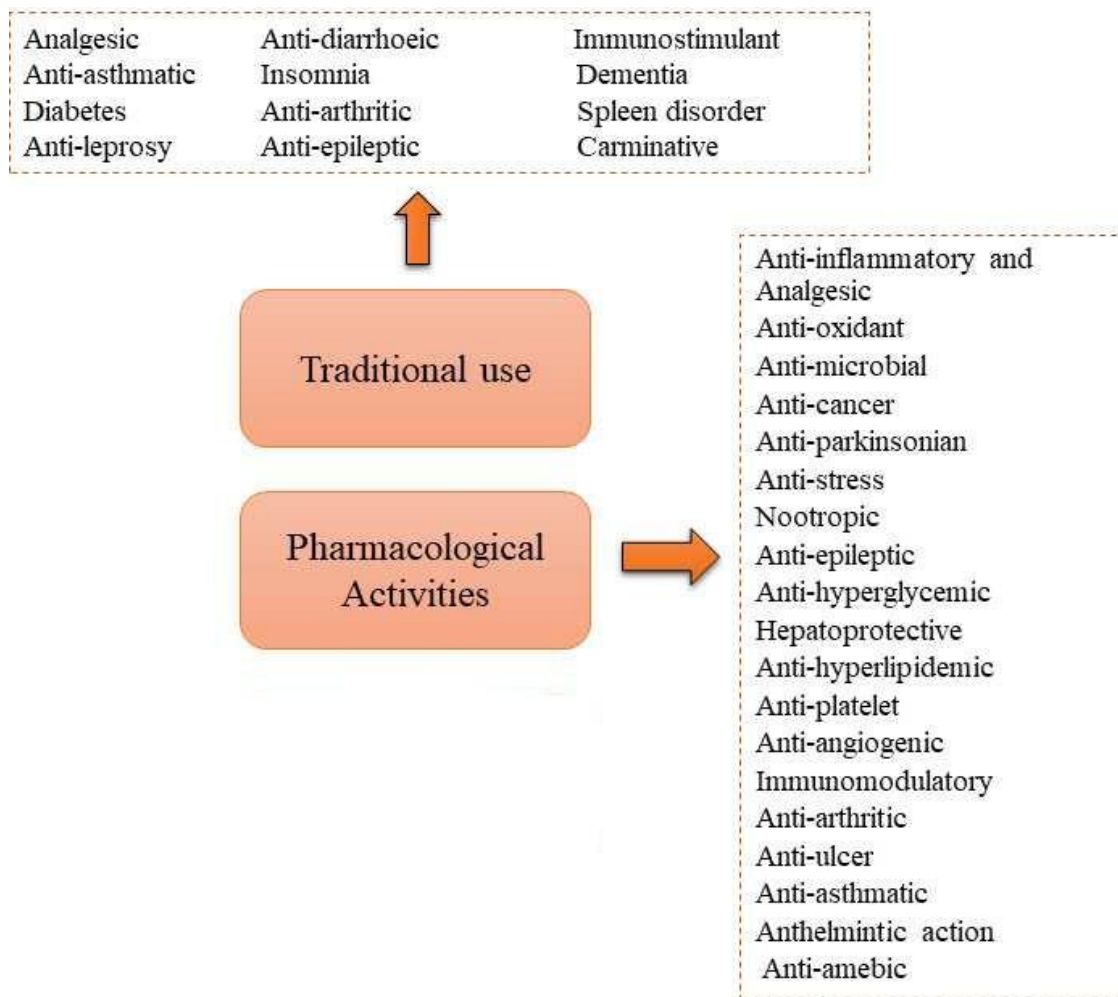 Analgesic Anti-diarrhoeic Immunostimulant
Anti-asthmatic Insomnia Dementia
Diabetes Anti-arthritic Spleen disorder
Anti-leprosy Anti-epileptic Carminative
Traditional use
Pharmacological
Activities
Anti-inflammatory and
Analgesic
Anti-oxidant
Anti-microbial
Anti-cancer
Anti-parkinsonian
Anti-stress
Nootropic
Anti-epileptic
Anti-hyperglycemic
Hepatoprotective
Anti-hyperlipidemic
Anti-platelet
Anti-angiogenic
Immunomodulatory
Anti-arthritic
Anti-ulcer
Anti-asthmatic
Anthelmintic action
Anti-amebic